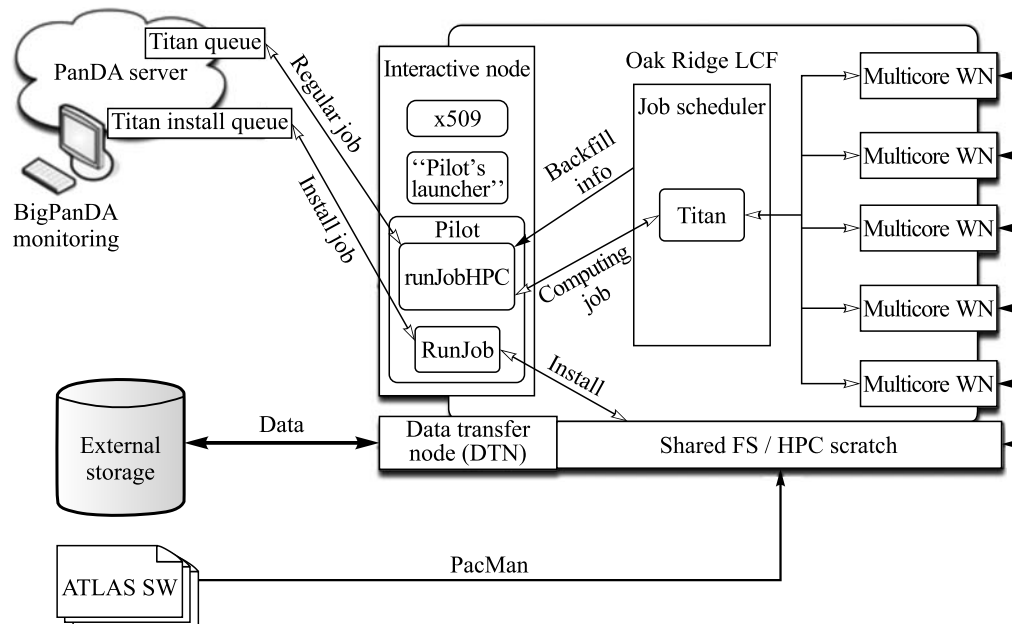 Titan queue
PanDA server
Titan install queue
BigPanDA
monitoring
Regular job
Install job
Interactive node
x509
‘‘Pilot’s
launcher’’
Pilot
runJobHPC
RunJob
Backfill
info
Computing
job
Install
Oak Ridge LCF
Job scheduler
Titan
Multicore WN
Multicore WN
Multicore WN
Multicore WN
Multicore WN
External
storage
Data
Data transfer
node (DTN)
Shared FS / HPC scratch
ATLAS SW
PacMan